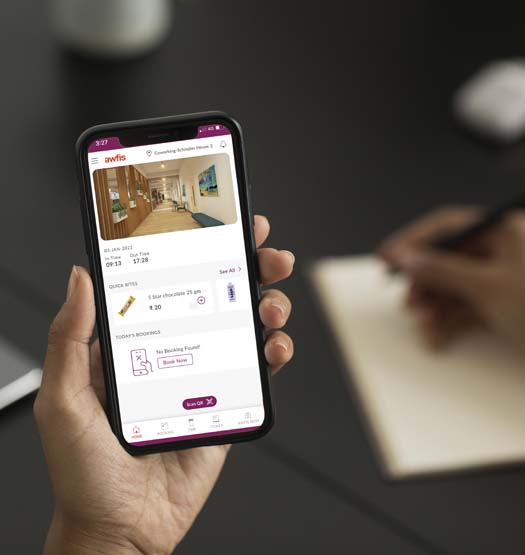 3:27
4G
awfis
Coworking-Schindler House 2
03-JAN-2022
In Time
Out Time
09:13
17:28
See All
QUICK BITES
5 Star chocolate 25 gm
₹ 20
TODAY'S BOOKINGS
No Booking Found!
Book Now
Scan QR
HOME
BOOKING
F&B
TICKET